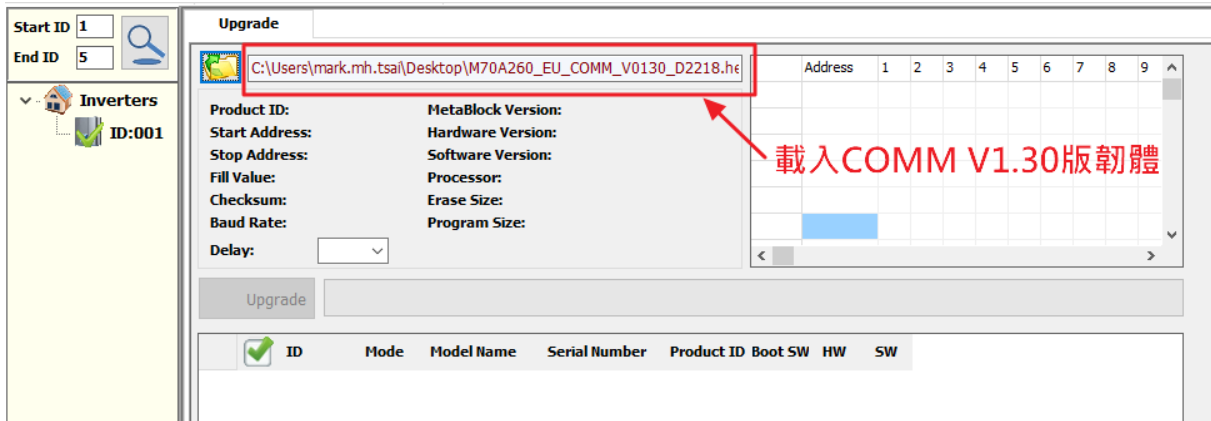 Start ID 1
End ID 5
Inverters
ID:001
Upgrade
C:\Users\mark.mh.tsai\Desktop\M70A260_EU_COMM_V0130_D2218.he
Product ID:
MetaBlock Version:
Start Address:
Hardware Version:
Stop Address:
Software Version:
Fill Value:
Processor:
Checksum:
Erase Size:
Baud Rate:
Program Size:
Delay:
Address 1 2 3 4 5 6 7 8 9
載入COMM V1.30版韌體
Upgrade
ID Mode Model Name Serial Number Product ID Boot SW HW SW